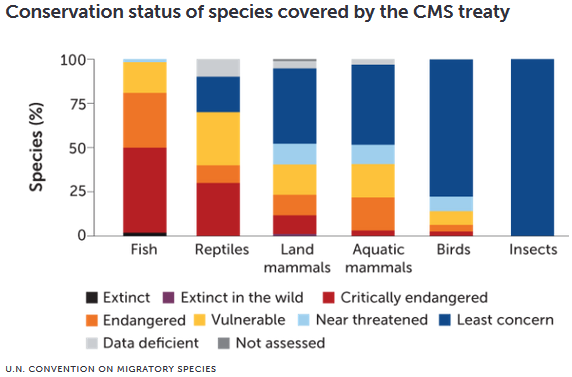 Conservation status of species covered by the CMS treaty
100
75
50
25
0
Species (%)
Fish
Reptiles
Land
mammals
Aquatic
mammals
Birds
Insects
Extinct
Extinct in the wild
Critically endangered
Endangered
Vulnerable
Near threatened
Least concern
Data deficient
Not assessed
U.N. CONVENTION ON MIGRATORY SPECIES